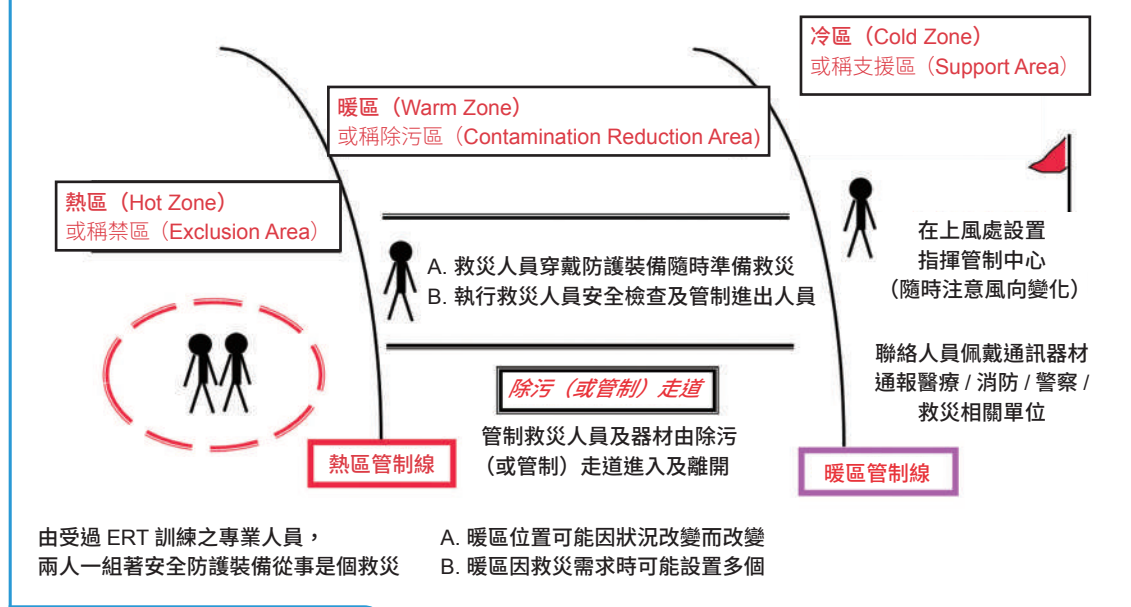 冷區（Cold Zone）
或稱支援區（Support Area）
暖區（Warm Zone）
或稱除污區（Contamination Reduction Area）
熱區（Hot Zone）
或稱禁區（Exclusion Area）
A. 救災人員穿戴防護裝備隨時準備救災
B. 執行救災人員安全檢查及管制進出人員
在上風處設置
指揮管制中心
（隨時注意風向變化）
聯絡人員佩戴通訊器材
通報醫療 / 消防 / 警察 /
救災相關單位
除污（或管制）走道
管制救災人員及器材由除污
（或管制）走道進入及離開
熱區管制線
暖區管制線
由受過 ERT 訓練之專業人員，
兩人一組著安全防護裝備從事是個救災
A. 暖區位置可能因狀況改變而改變
B. 暖區因救災需求時可能設置多個